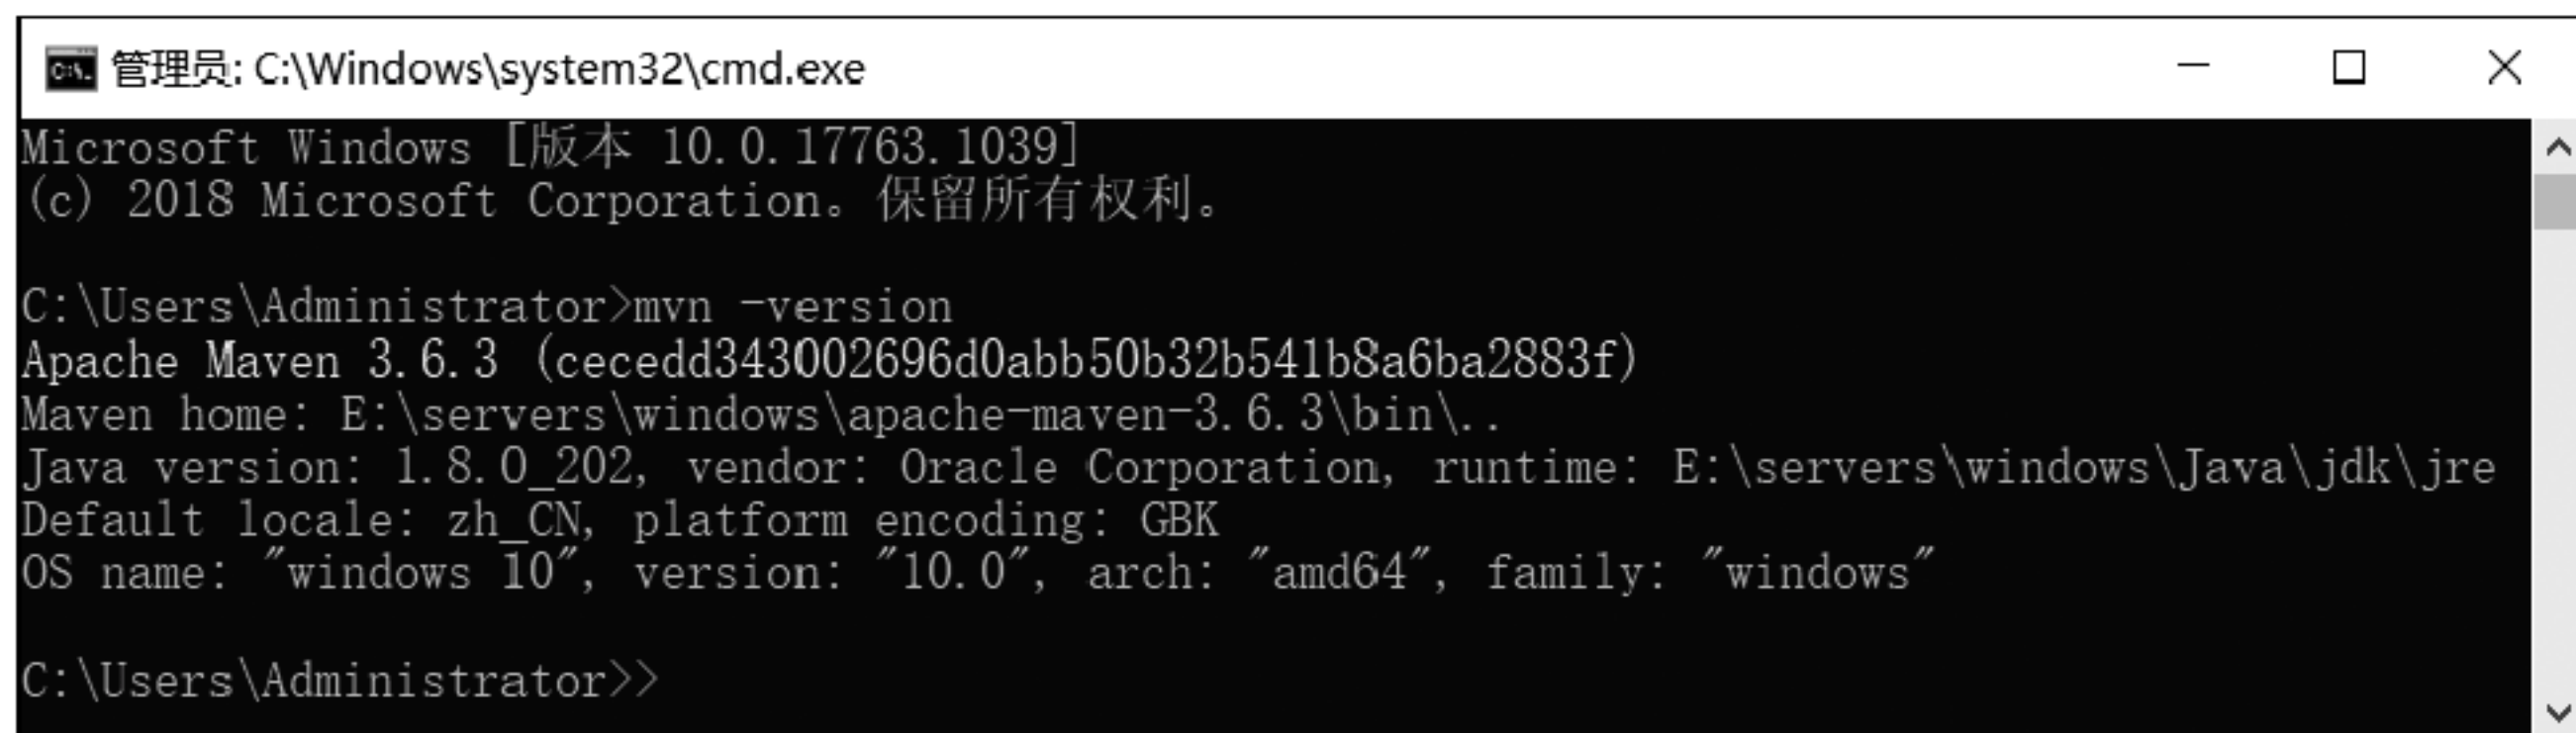 管理员: C:\Windows\system32\cmd.exe
Microsoft Windows [版本 10.0.17763.1039]
(c) 2018 Microsoft Corporation。保留所有权利。
C:\Users\Administrator>mvn -version
Apache Maven 3.6.3 (cecedd343002696d0abb50b32b541b8a6ba2883f)
Maven home: E:\servers\windows\apache-maven-3.6.3\bin\..
Java version: 1.8.0_202, vendor: Oracle Corporation, runtime: E:\servers\windows\Java\jdk\jre
Default locale: zh_CN, platform encoding: GBK
OS name: "windows 10", version: "10.0", arch: "amd64", family: "windows"
C:\Users\Administrator>>